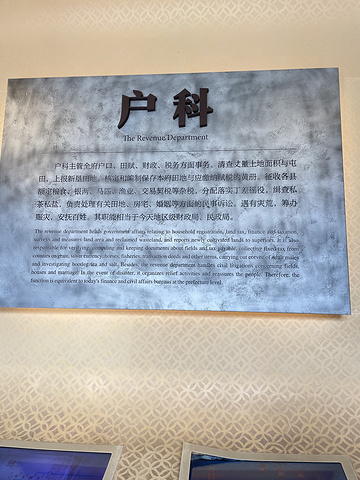 户科
The Revenue Department
户科主管全府户口、田赋、财政、税务方面事务。清查丈量土地面积与屯
田，上报新垦田地。核定和编制保存本府田地与应缴纳赋税的黄册。征收各县
额定粮食、银两、马匹、渔业、交易契税等杂税。分配落实丁差徭役，缉查私
茶私盐，负责处理有关田地、房宅、婚姻等方面的民事诉讼。遇有灾荒，筹办
赈灾，安抚百姓。其职能相当于今天地区级财政局、民政局。
The revenue department holds government affairs relating to household registration, land tax, finance and taxation,
surveys and measures land area and reclaimed wasteland, and reports newly cultivated lands to superiors. It is also
responsible for verifying, compiling and keeping documents about fields and tax payable, collecting fixed tax from
counties on grain, silver currency, horses, fisheries, transaction deeds and other items, carrying out corvee of adult males
and investigating bootleg tea and salt. Besides, the revenue department handles civil litigations concerning fields,
houses and marriage. In the event of disaster, it organizes relief activities and reassures the people. Therefore, the
function is equivalent to today's finance and civil affairs bureaus at the prefectural level.